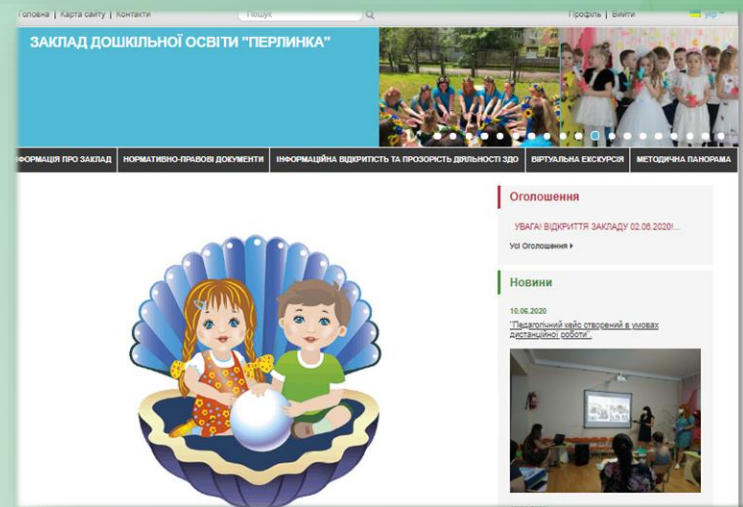 Головна | Карта сайту | Контакти
Пошук
Профіль | Вийти
укр
ЗАКЛАД ДОШКІЛЬНОЇ ОСВІТИ "ПЕРЛИНКА"
ФОРМАЦІЯ ПРО ЗАКЛАД
НОРМАТИВНО-ПРАВОВІ ДОКУМЕНТИ
ІНФОРМАЦІЙНА ВІДКРИТІСТЬ ТА ПРОЗОРІСТЬ ДІЯЛЬНОСТІ ЗДО
ВІРТУАЛЬНА ЕКСКУРСІЯ
МЕТОДИЧНА ПАНОРАМА
Оголошення
УВАГА! ВІДКРИТТЯ ЗАКЛАДУ 02.06.2020!...
Усі Оголошення
Новини
10.06.2020
"Педагогічний кейс створений в умовах
дистанційної роботи".